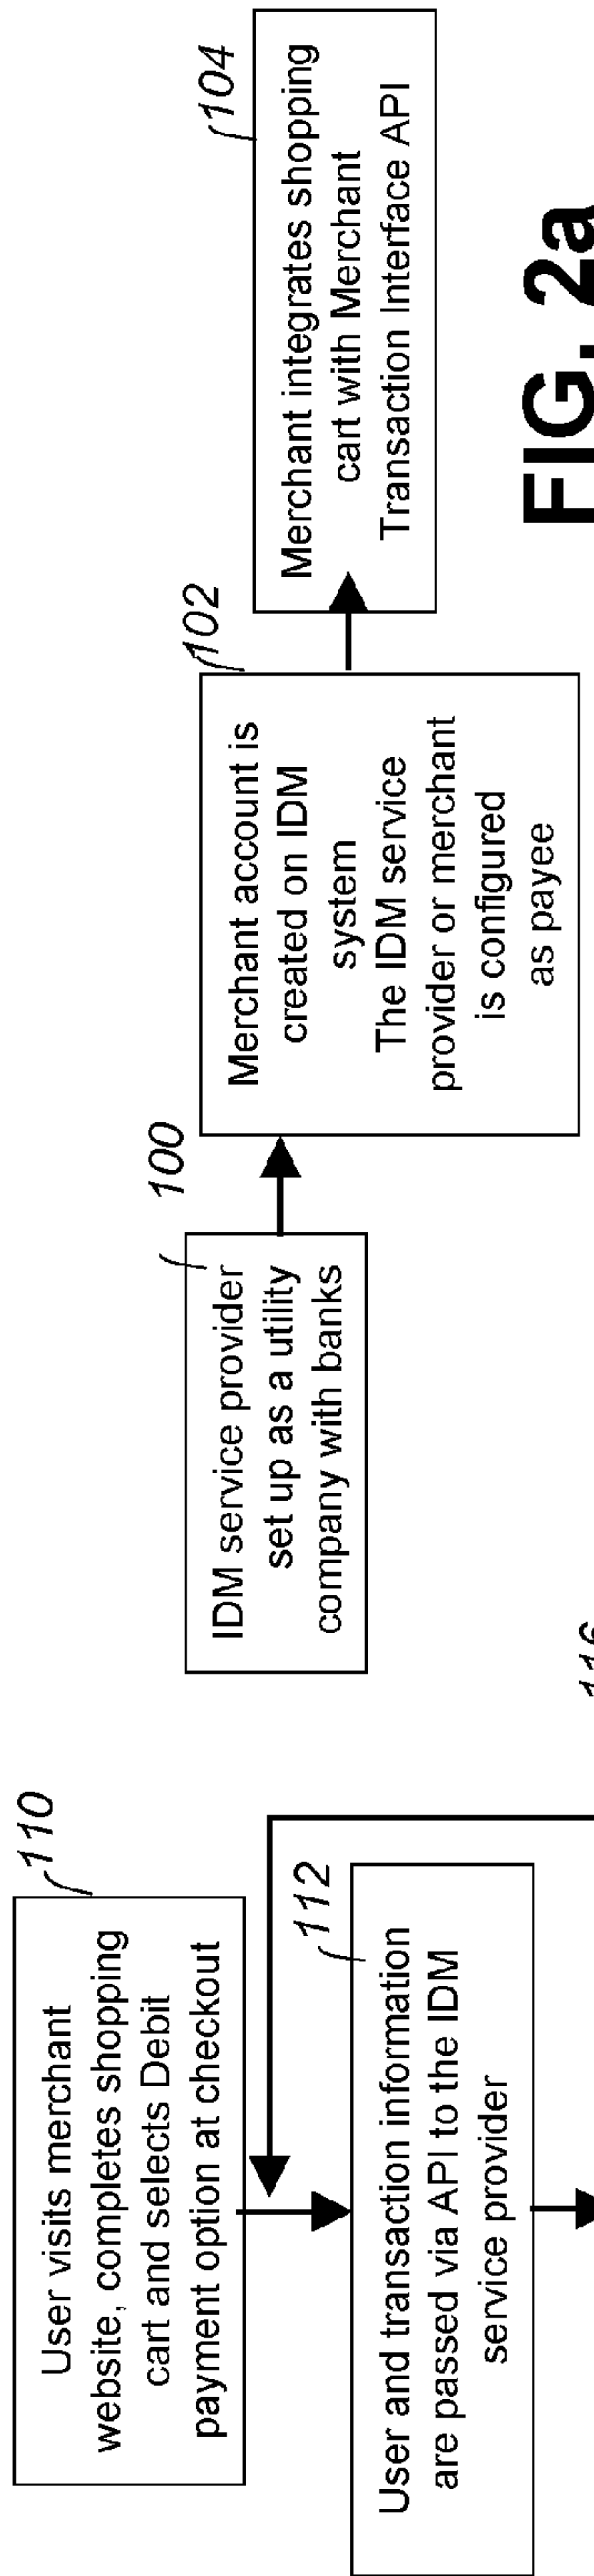 100
IDM service provider
set up as a utility
company with banks
102
Merchant account is
created on IDM
system
The IDM service
provider or merchant
is configured
as payee
104
Merchant integrates shopping
cart with Merchant
Transaction Interface API
FIG. 2a
110
User visits merchant
website, completes shopping
cart and selects Debit
payment option at checkout
112
User and transaction information
are passed via API to the IDM
service provider